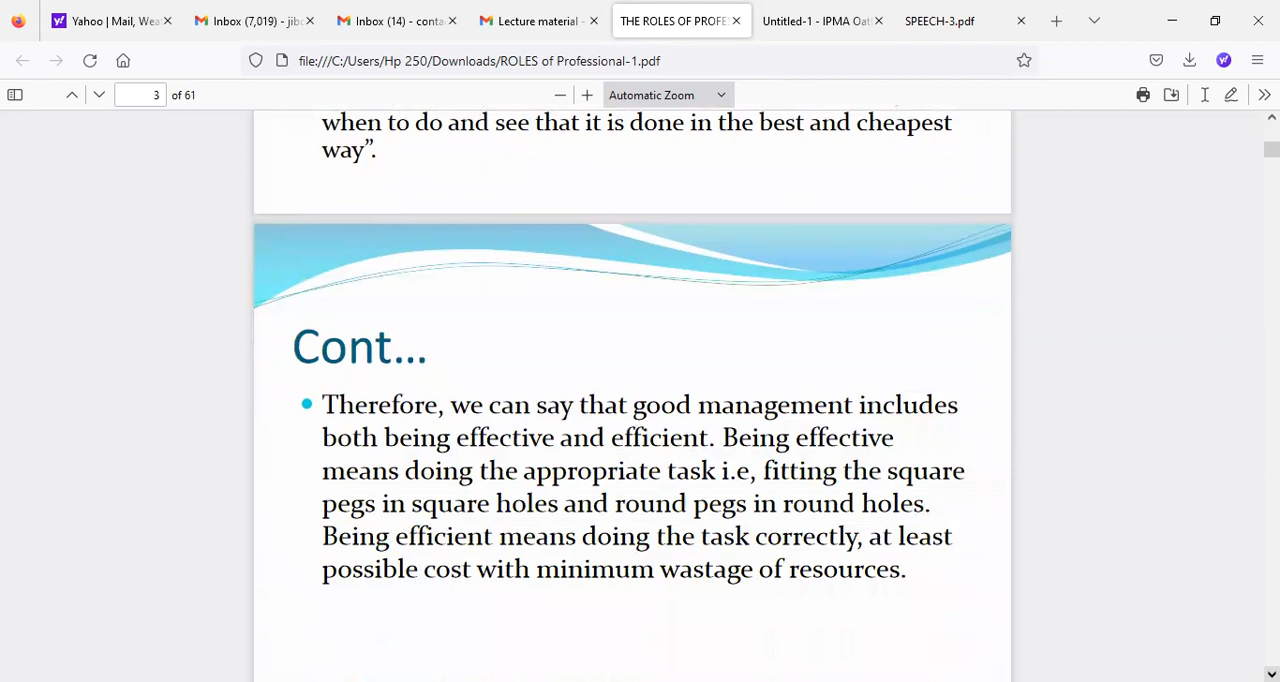 Yahoo | Mail, Wea
Inbox (7,019) - jib
Inbox (14) - conta
Lecture material -
THE ROLES OF PROFE
Untitled-1 - IPMA Oat
SPEECH-3.pdf
file:///C:/Users/Hp 250/Downloads/ROLES of Professional-1.pdf
3 of 61
Automatic Zoom
when to do and see that it is done in the best and cheapest
way”.
Cont...
Therefore, we can say that good management includes
both being effective and efficient. Being effective
means doing the appropriate task i.e, fitting the square
pegs in square holes and round pegs in round holes.
Being efficient means doing the task correctly, at least
possible cost with minimum wastage of resources.